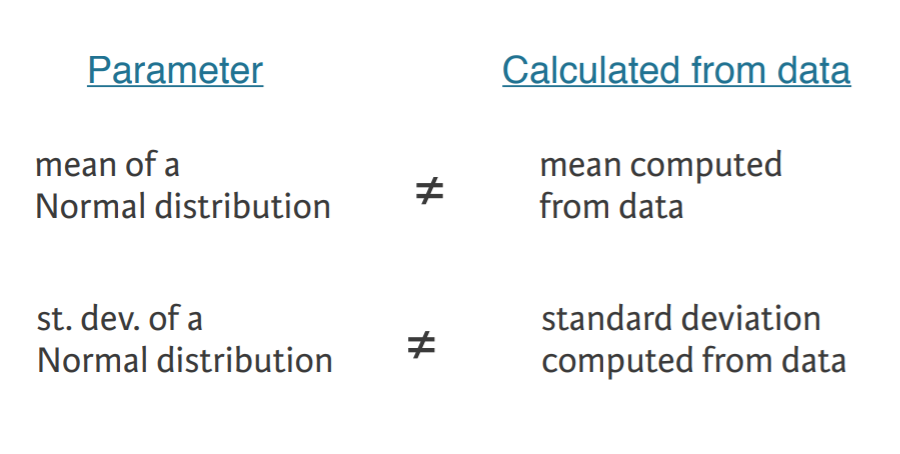 Parameter
Calculated from data
mean of a
Normal distribution
≠
mean computed
from data
st. dev. of a
Normal distribution
≠
standard deviation
computed from data